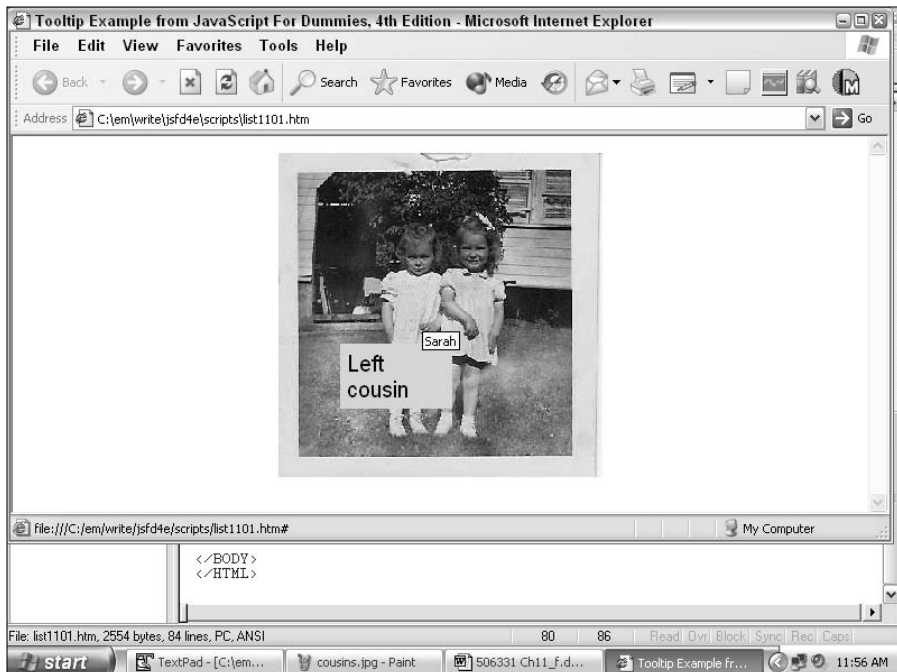 Tooltip Example from JavaScript For Dummies, 4th Edition - Microsoft Internet Explorer
File Edit View Favorites Tools Help
Back Search Favorites Media
Address C:\em\write\jsfd4e\scripts\list1101.htm Go
Sarah
Left
cousin
file:///C:/em/write/jsfd4e/scripts/list1101.htm# My Computer
</BODY>
</HTML>
File: list1101.htm, 2554 bytes, 84 lines, PC, ANSI 80 86 Read Ovr Block Sync Rec Caps
start TextPad - [C:\em... cousins.jpg - Paint 506331 Ch11_f.d... Tooltip Example fr... 11:56 AM